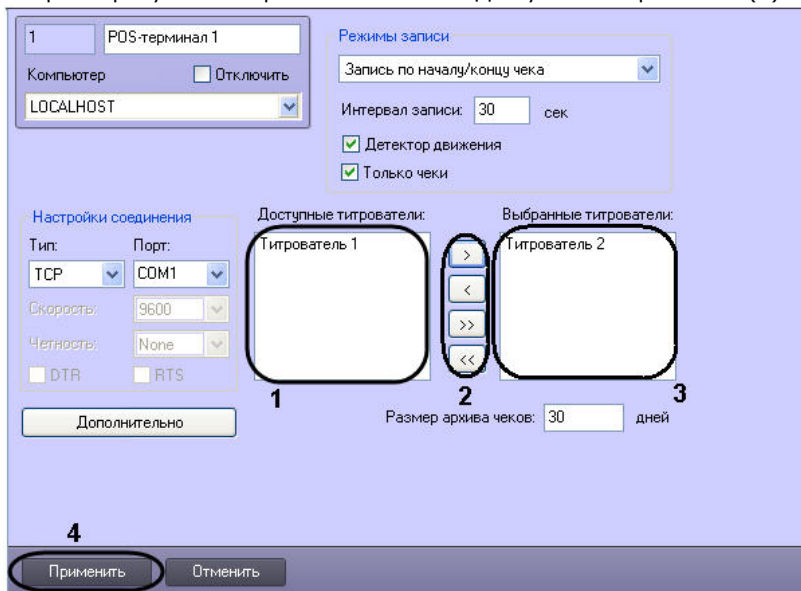 1 POS-терминал 1
Компьютер Отключить
LOCALHOST
Режимы записи
Запись по началу/концу чека
Интервал записи: 30 сек
Детектор движения
Только чеки
Настройки соединения
Тип: Порт:
TCP COM1
Скорость: 9600
Четность: None
DTR RTS
Дополнительно
Доступные титрователи:
Титрователь 1
1
>
<
>>
<<
2
Выбранные титрователи:
Титрователь 2
3
Размер архива чеков: 30 дней
4
Применить Отменить